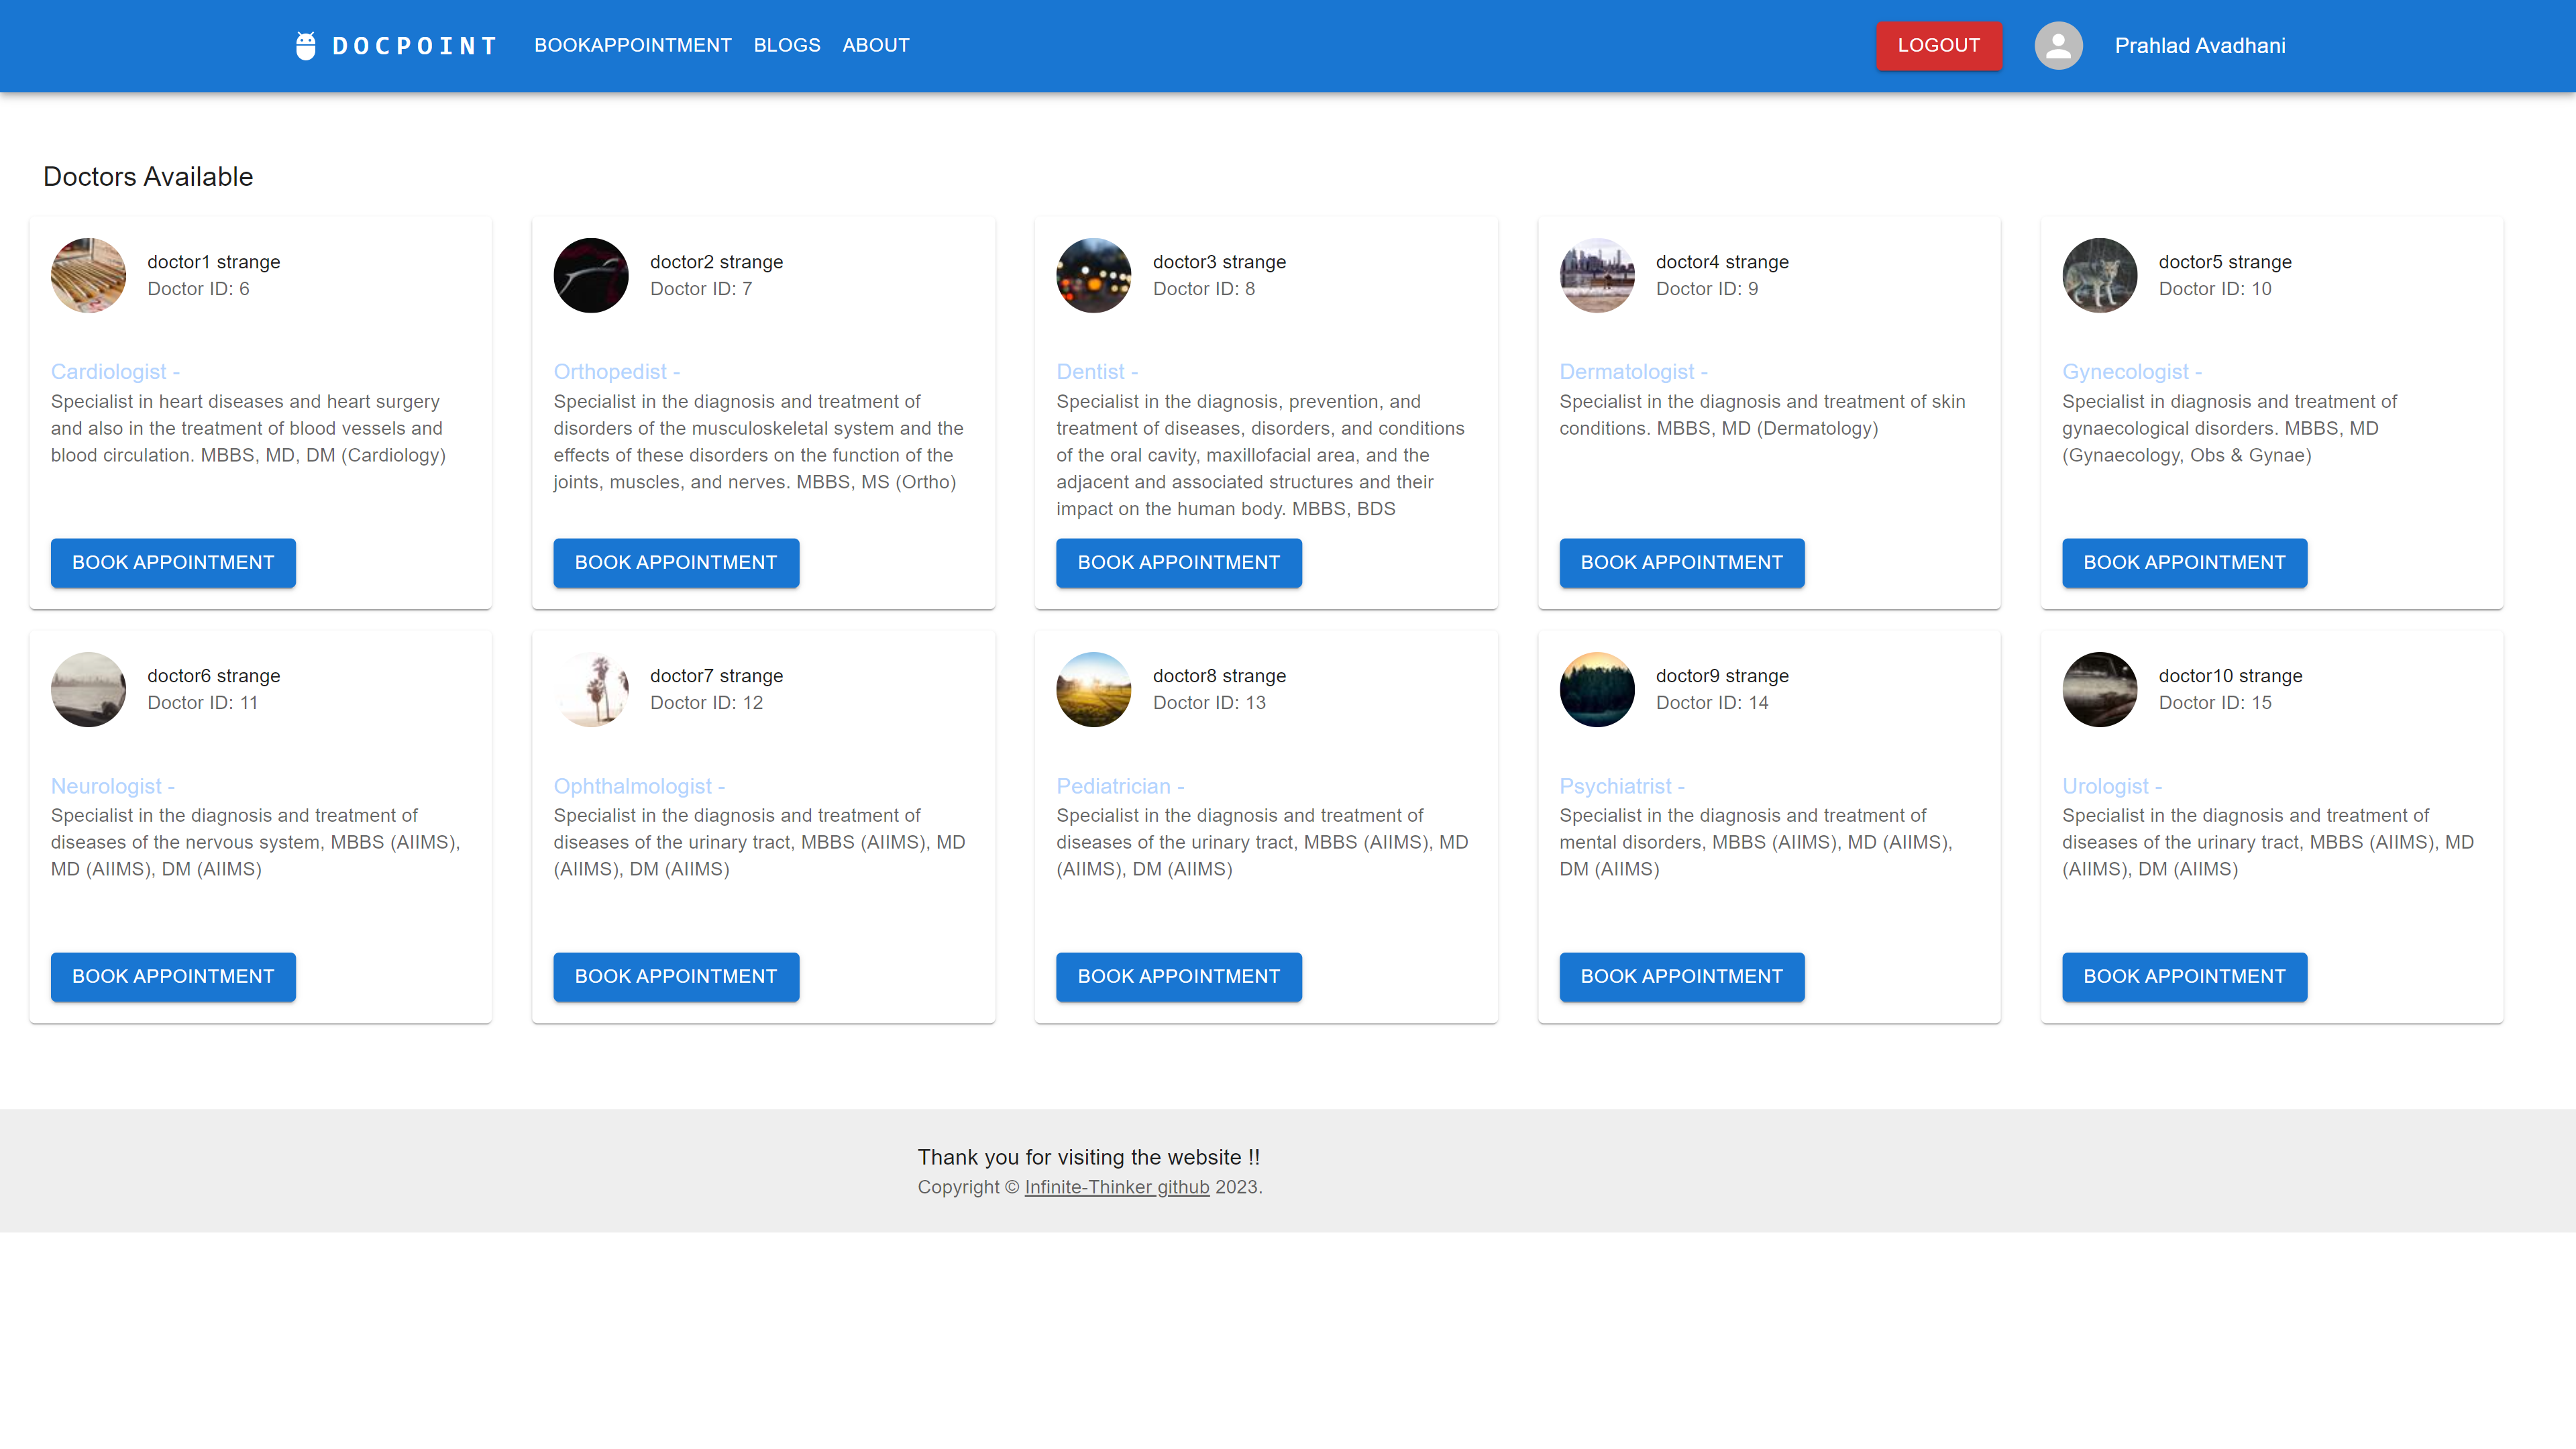 DOCPOINT BOOKAPPOINTMENT BLOGS ABOUT LOGOUT Prahlad Avadhani
Doctors Available
doctor1 strange
Doctor ID: 6
Cardiologist -
Specialist in heart diseases and heart surgery
and also in the treatment of blood vessels and
blood circulation. MBBS, MD, DM (Cardiology)
BOOK APPOINTMENT
doctor2 strange
Doctor ID: 7
Orthopedist -
Specialist in the diagnosis and treatment of
disorders of the musculoskeletal system and the
effects of these disorders on the function of the
joints, muscles, and nerves. MBBS, MS (Ortho)
BOOK APPOINTMENT
doctor3 strange
Doctor ID: 8
Dentist -
Specialist in the diagnosis, prevention, and
treatment of diseases, disorders, and conditions
of the oral cavity, maxillofacial area, and the
adjacent and associated structures and their
impact on the human body. MBBS, BDS
BOOK APPOINTMENT
doctor4 strange
Doctor ID: 9
Dermatologist -
Specialist in the diagnosis and treatment of skin
conditions. MBBS, MD (Dermatology)
BOOK APPOINTMENT
doctor5 strange
Doctor ID: 10
Gynecologist -
Specialist in diagnosis and treatment of
gynaecological disorders. MBBS, MD
(Gynaecology, Obs & Gynae)
BOOK APPOINTMENT
doctor6 strange
Doctor ID: 11
Neurologist -
Specialist in the diagnosis and treatment of
diseases of the nervous system, MBBS (AIIMS),
MD (AIIMS), DM (AIIMS)
BOOK APPOINTMENT
doctor7 strange
Doctor ID: 12
Ophthalmologist -
Specialist in the diagnosis and treatment of
diseases of the urinary tract, MBBS (AIIMS), MD
(AIIMS), DM (AIIMS)
BOOK APPOINTMENT
doctor8 strange
Doctor ID: 13
Pediatrician -
Specialist in the diagnosis and treatment of
diseases of the urinary tract, MBBS (AIIMS), MD
(AIIMS), DM (AIIMS)
BOOK APPOINTMENT
doctor9 strange
Doctor ID: 14
Psychiatrist -
Specialist in the diagnosis and treatment of
mental disorders, MBBS (AIIMS), MD (AIIMS),
DM (AIIMS)
BOOK APPOINTMENT
doctor10 strange
Doctor ID: 15
Urologist -
Specialist in the diagnosis and treatment of
diseases of the urinary tract, MBBS (AIIMS), MD
(AIIMS), DM (AIIMS)
BOOK APPOINTMENT
Thank you for visiting the website !!
Copyright © Infinite-Thinker github 2023.